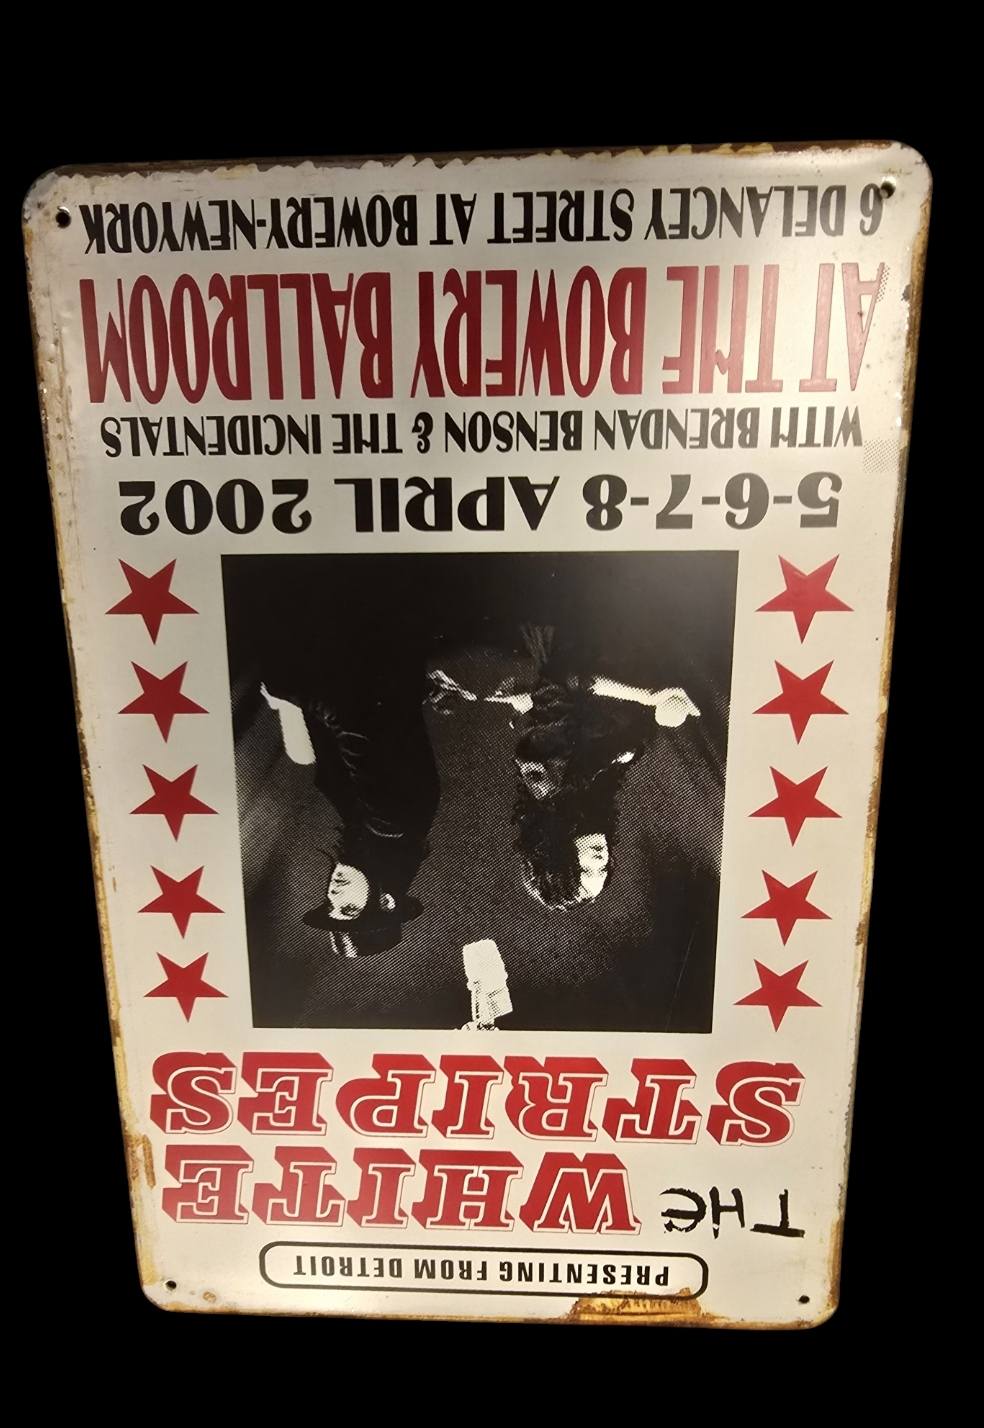 PRESENTING FROM DETROIT
THE WHITE
STRIPES
5-6-7-8 APRIL 2002
WITH BRENDAN BENSON & THE INCIDENTALS
AT THE BOWERY BALLROOM
6 DELANCEY STREET AT BOWERY-NEWYORK